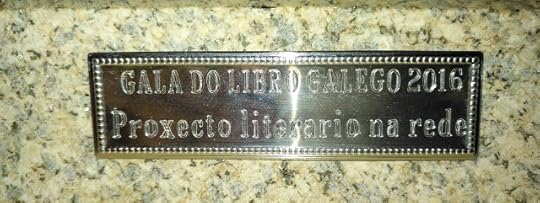 GALA DO LIBRO GALEGO 2016
Proxecto literario na rede